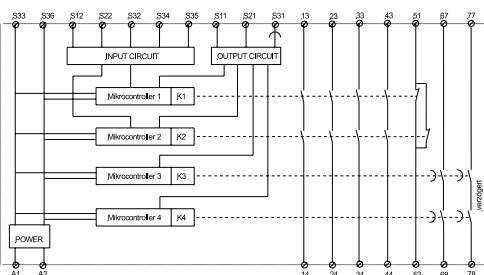 S33 S36 S12 S22 S32 S34 S35 S11 S21 S31 13 23 33 43 51 67 77
INPUT CIRCUIT OUTPUT CIRCUIT
Mikrocontroller 1 K1
Mikrocontroller 2 K2
Mikrocontroller 3 K3
verzögert
Mikrocontroller 4 K4
POWER
A1 A2 14 24 34 44 52 68 78